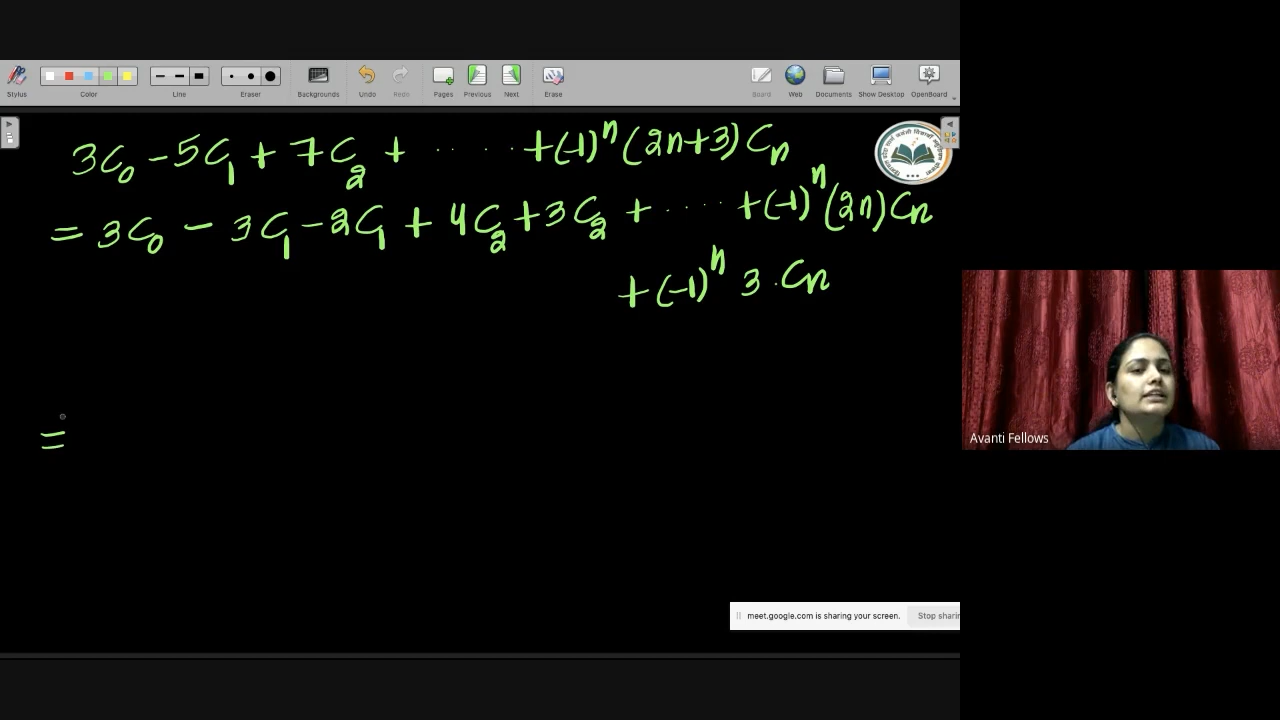 Stylus Color Line Eraser Backgrounds Undo Redo Pages Previous Next Erase Board Web Documents Show Desktop OpenBoard
3C₀ - 5C₁ + 7C₂ + ..... + (-1)ⁿ (2n+3) Cₙ
= 3C₀ - 3C₁ - 2C₁ + 4C₂ + 3C₂ + ..... + (-1)ⁿ (2n) Cₙ
+ (-1)ⁿ 3 . Cₙ
=
Avanti Fellows
meet.google.com is sharing your screen. Stop sharin